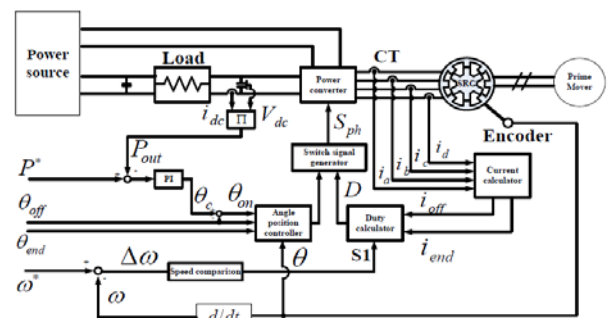 Power source
Load
CT
SRG
Prime Mover
Power converter
i_dc
Π
V_dc
S_ph
Encoder
P_out
Switch signal generator
i_d
i_c
i_b
i_a
Current calculator
P*
+
-
PI
θ_c
θ_on
D
i_off
θ_off
Angle position controller
Duty calculator
θ_end
i_end
Δω
Speed comparison
θ
S1
ω*
+
-
ω
d/dt